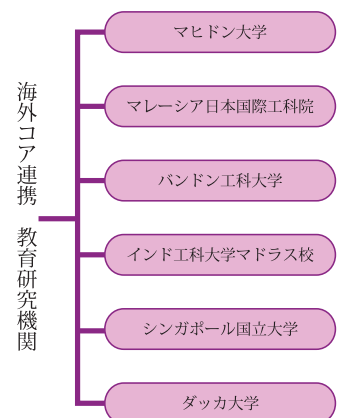 海外コア連携 教育研究機関
マヒドン大学
マレーシア日本国際工科院
バンドン工科大学
インド工科大学マドラス校
シンガポール国立大学
ダッカ大学